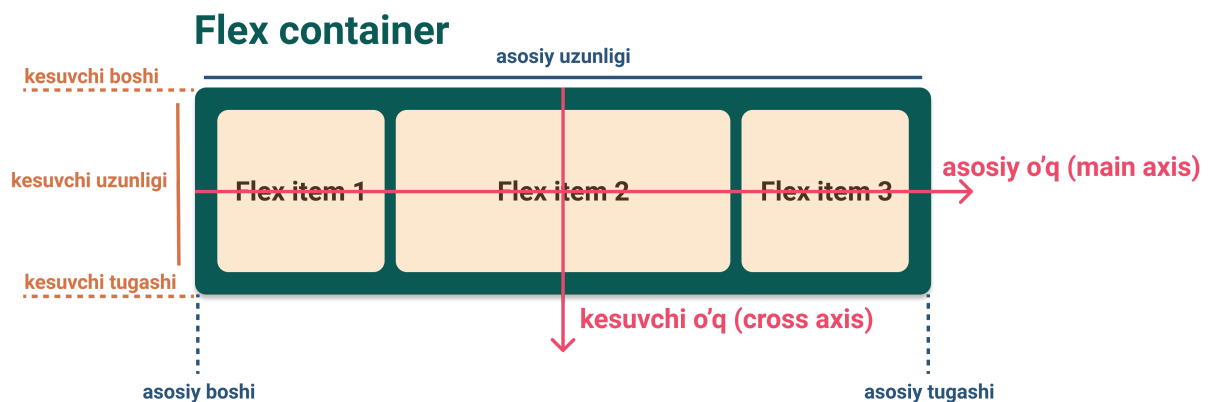 Flex container
asosiy uzunligi
kesuvchi boshi
asosiy o’q (main axis)
kesuvchi uzunligi
Flex item 1
Flex item 2
Flex item 3
kesuvchi tugashi
kesuvchi o’q (cross axis)
asosiy boshi
asosiy tugashi